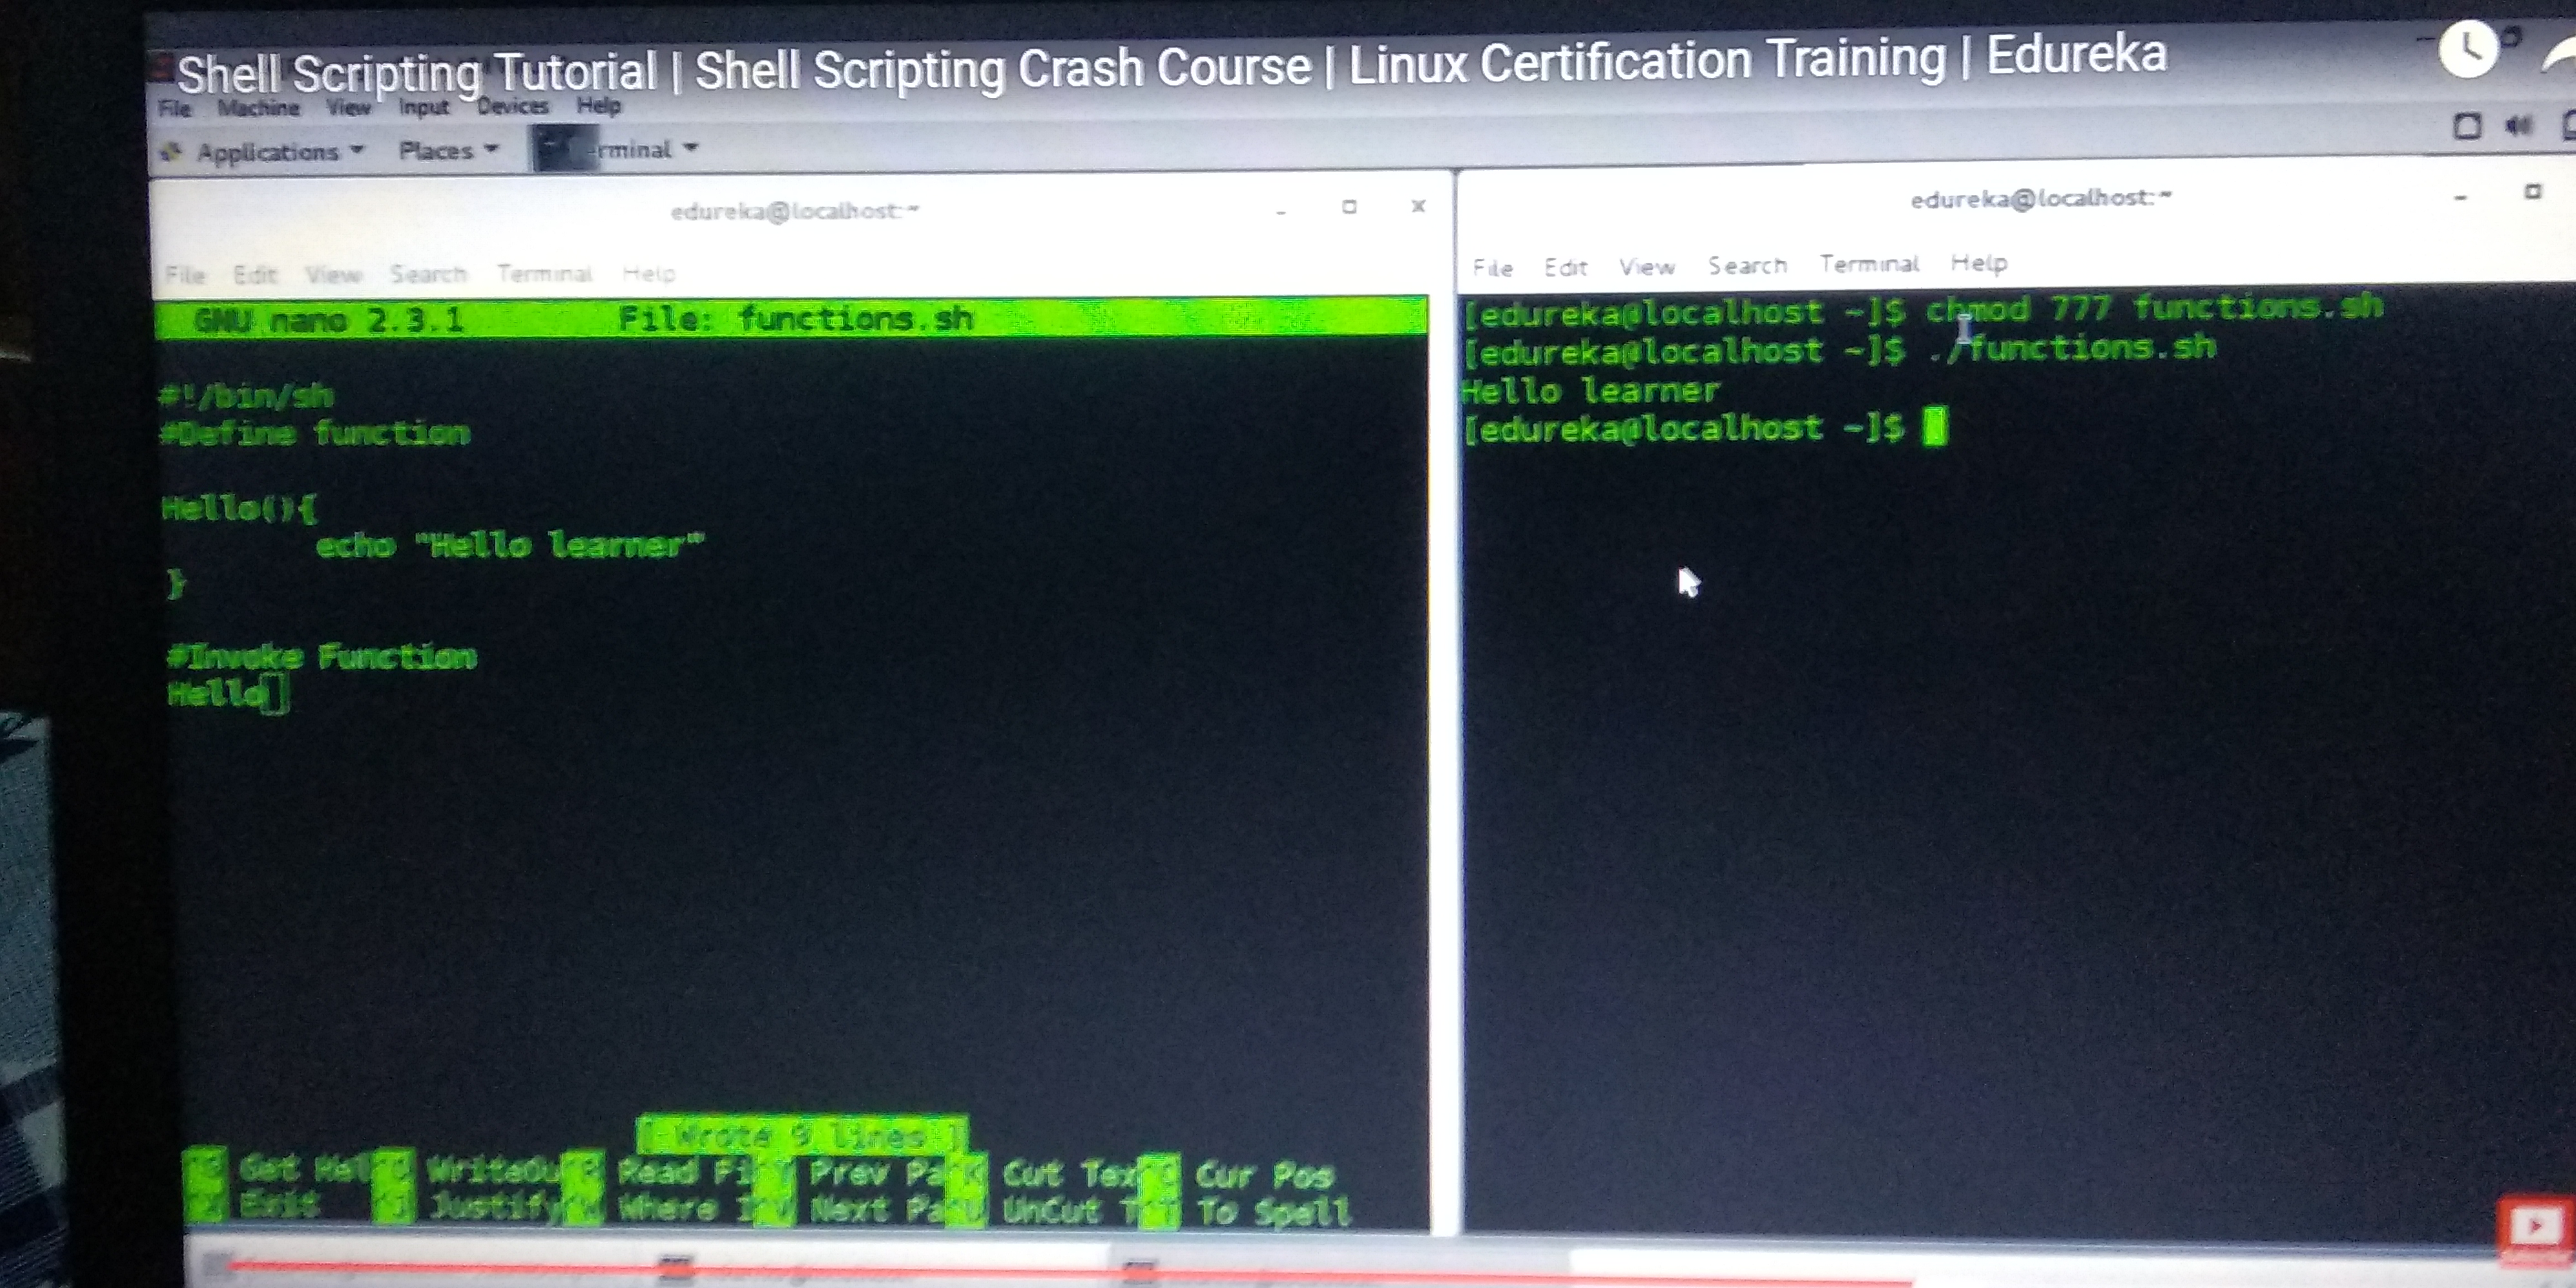 Shell Scripting Tutorial | Shell Scripting Crash Course | Linux Certification Training | Edureka
File Machine View Input Devices Help
Applications Places rminal
edureka@localhost:~
File Edit View Search Terminal Help
GNU nano 2.3.1 File: functions.sh
#!/bin/sh
#Define function
Hello(){
echo "Hello learner"
}
#Invoke Function
Hello
[ Wrote 9 lines ]
Get Hel WriteOu Read Fi Prev Pa Cut Tex Cur Pos
Exit Justify Where I Next Pa UnCut T To Spell
edureka@localhost:~
File Edit View Search Terminal Help
[edureka@localhost ~]$ chmod 777 functions.sh
[edureka@localhost ~]$ ./functions.sh
Hello learner
[edureka@localhost ~]$